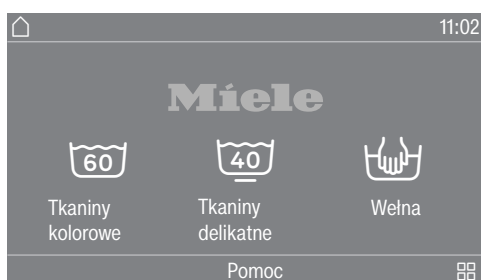 11:02
Miele
60
40
Tkaniny
kolorowe
Tkaniny
delikatne
Wełna
Pomoc